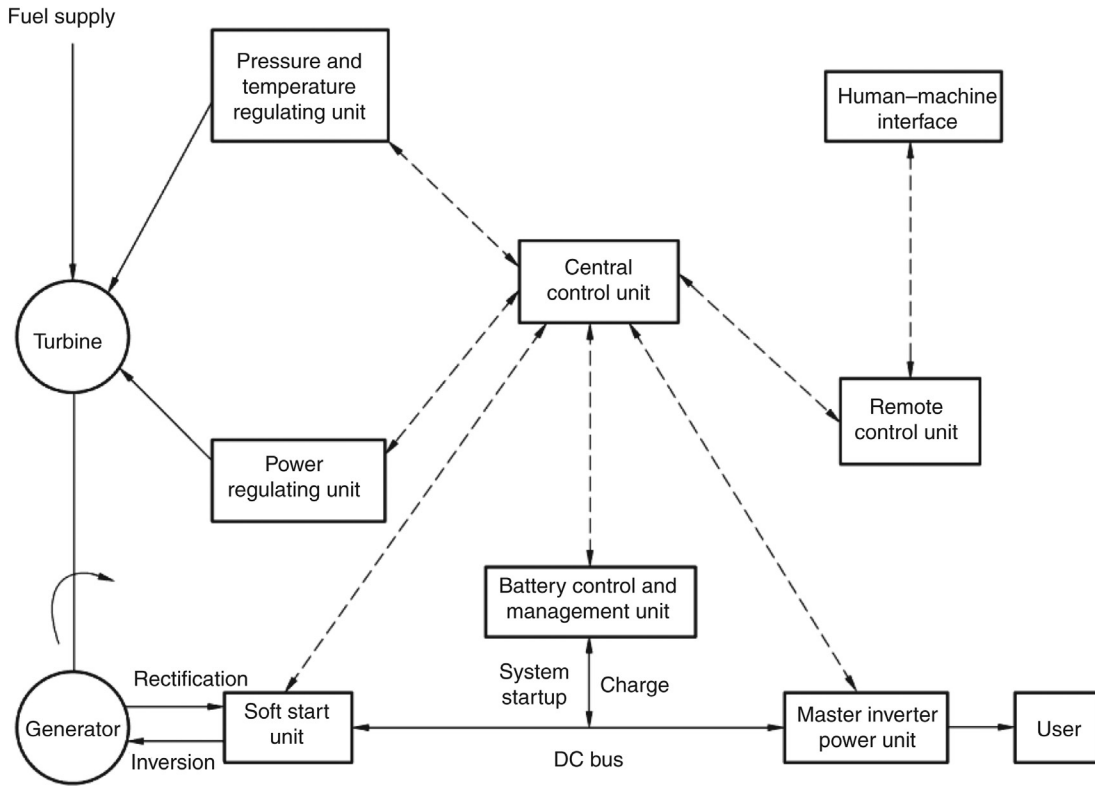 Fuel supply
Pressure and
temperature
regulating unit
Human–machine
interface
Central
control unit
Turbine
Remote
control unit
Power
regulating unit
Battery control and
management unit
Rectification
System
startup
Charge
Generator
Soft start
unit
Master inverter
power unit
User
Inversion
DC bus